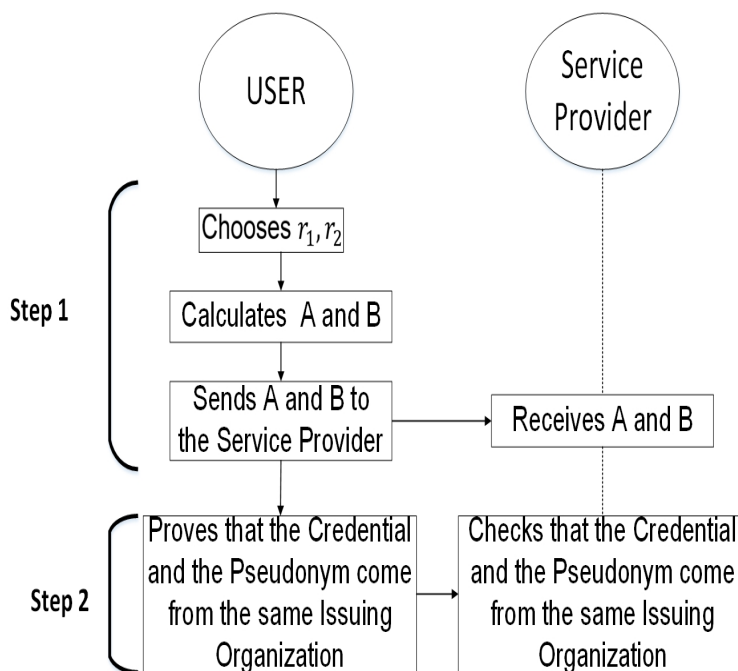 USER
Service
Provider
Step 1
Chooses r₁, r₂
Calculates A and B
Sends A and B to
the Service Provider
Receives A and B
Step 2
Proves that the Credential
and the Pseudonym come
from the same Issuing
Organization
Checks that the Credential
and the Pseudonym come
from the same Issuing
Organization